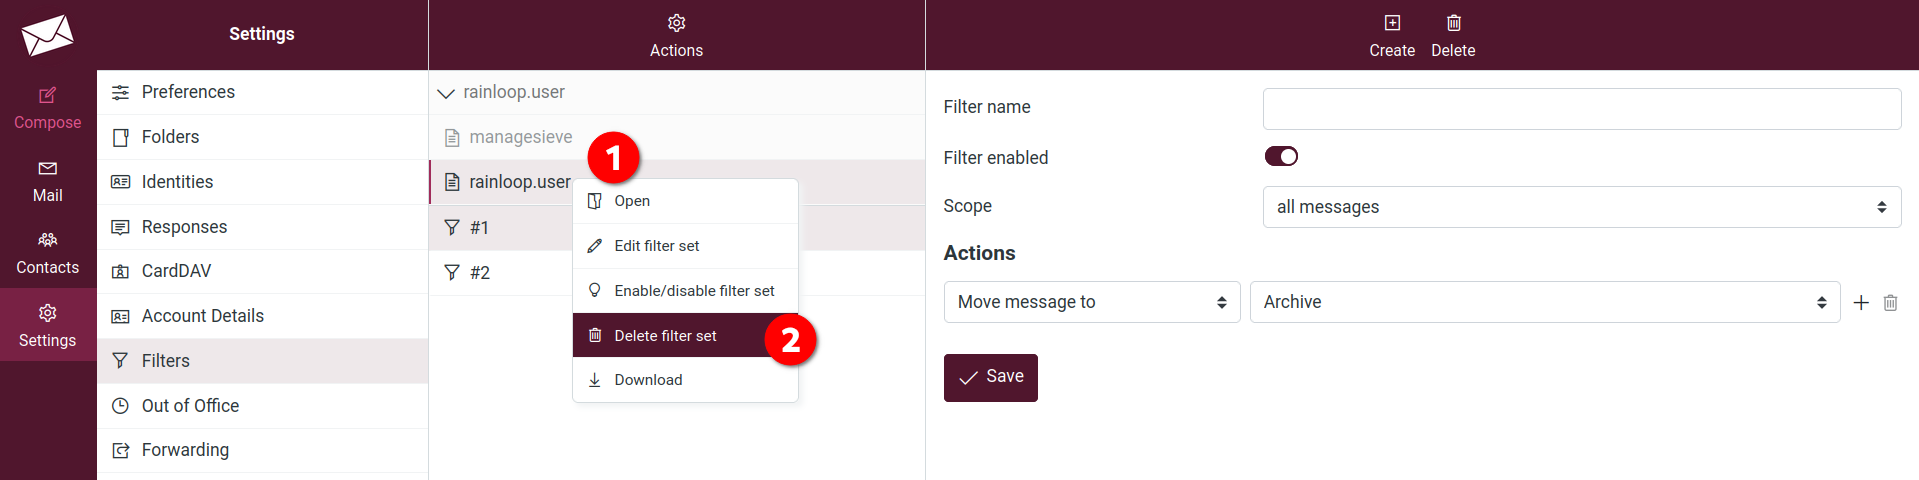 Settings
Actions
Create
Delete
Compose
Mail
Contacts
Settings
Preferences
Folders
Identities
Responses
CardDAV
Account Details
Filters
Out of Office
Forwarding
rainloop.user
managesieve
rainloop.user
#1
#2
1
Open
Edit filter set
Enable/disable filter set
Delete filter set
2
Download
Filter name
Filter enabled
Scope
all messages
Actions
Move message to
Archive
Save